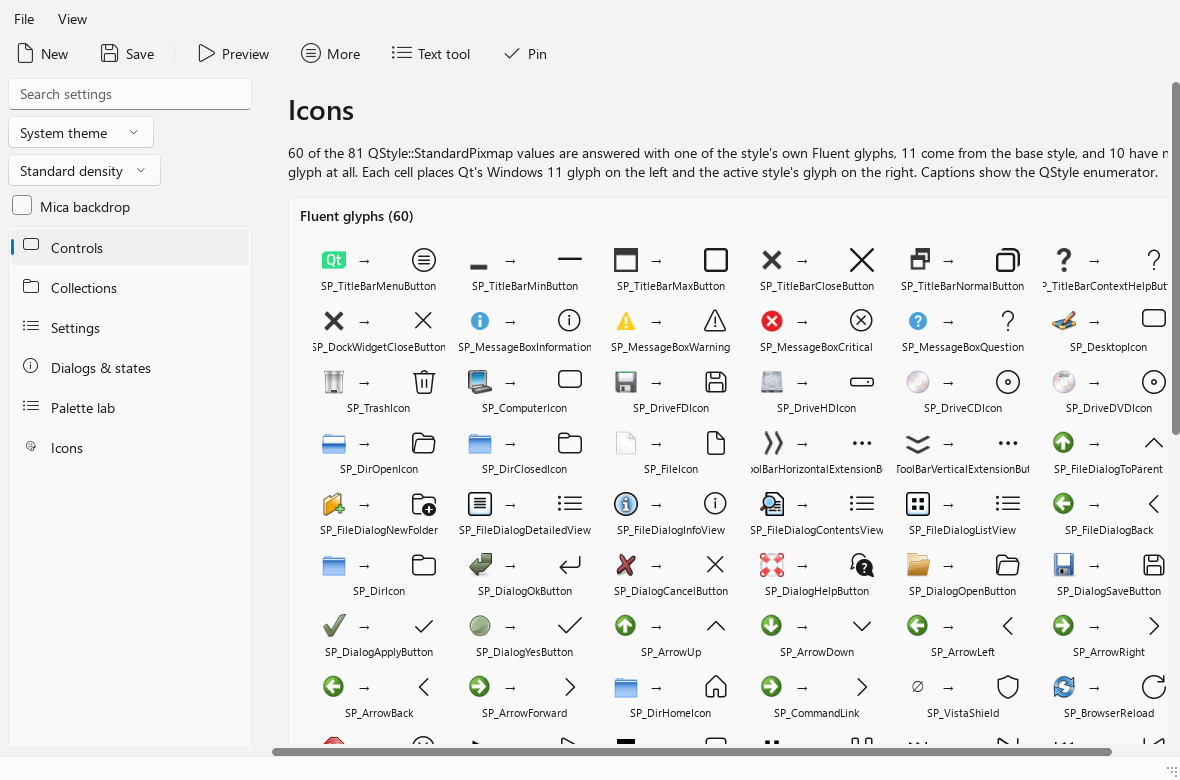 File View
New Save Preview More Text tool Pin
Search settings
System theme
Standard density
Mica backdrop
Controls
Collections
Settings
Dialogs & states
Palette lab
Icons
Icons
60 of the 81 QStyle::StandardPixmap values are answered with one of the style's own Fluent glyphs, 11 come from the base style, and 10 have
glyph at all. Each cell places Qt's Windows 11 glyph on the left and the active style's glyph on the right. Captions show the QStyle enumerator.
Fluent glyphs (60)
Qt
SP_TitleBarMenuButton SP_TitleBarMinButton SP_TitleBarMaxButton SP_TitleBarCloseButton SP_TitleBarNormalButton P_TitleBarContextHelpBut
SP_DockWidgetCloseButton SP_MessageBoxInformation SP_MessageBoxWarning SP_MessageBoxCritical SP_MessageBoxQuestion SP_DesktopIcon
DVD
SP_TrashIcon SP_ComputerIcon SP_DriveFDIcon SP_DriveHDIcon SP_DriveCDIcon SP_DriveDVDIcon
SP_DirOpenIcon SP_DirClosedIcon SP_FileIcon oolBarHorizontalExtensionB ToolBarVerticalExtensionBut SP_FileDialogToParent
SP_FileDialogNewFolder SP_FileDialogDetailedView SP_FileDialogInfoView SP_FileDialogContentsView SP_FileDialogListView SP_FileDialogBack
SP_DirIcon SP_DialogOkButton SP_DialogCancelButton SP_DialogHelpButton SP_DialogOpenButton SP_DialogSaveButton
SP_DialogApplyButton SP_DialogYesButton SP_ArrowUp SP_ArrowDown SP_ArrowLeft SP_ArrowRight
SP_ArrowBack SP_ArrowForward SP_DirHomeIcon SP_CommandLink SP_VistaShield SP_BrowserReload